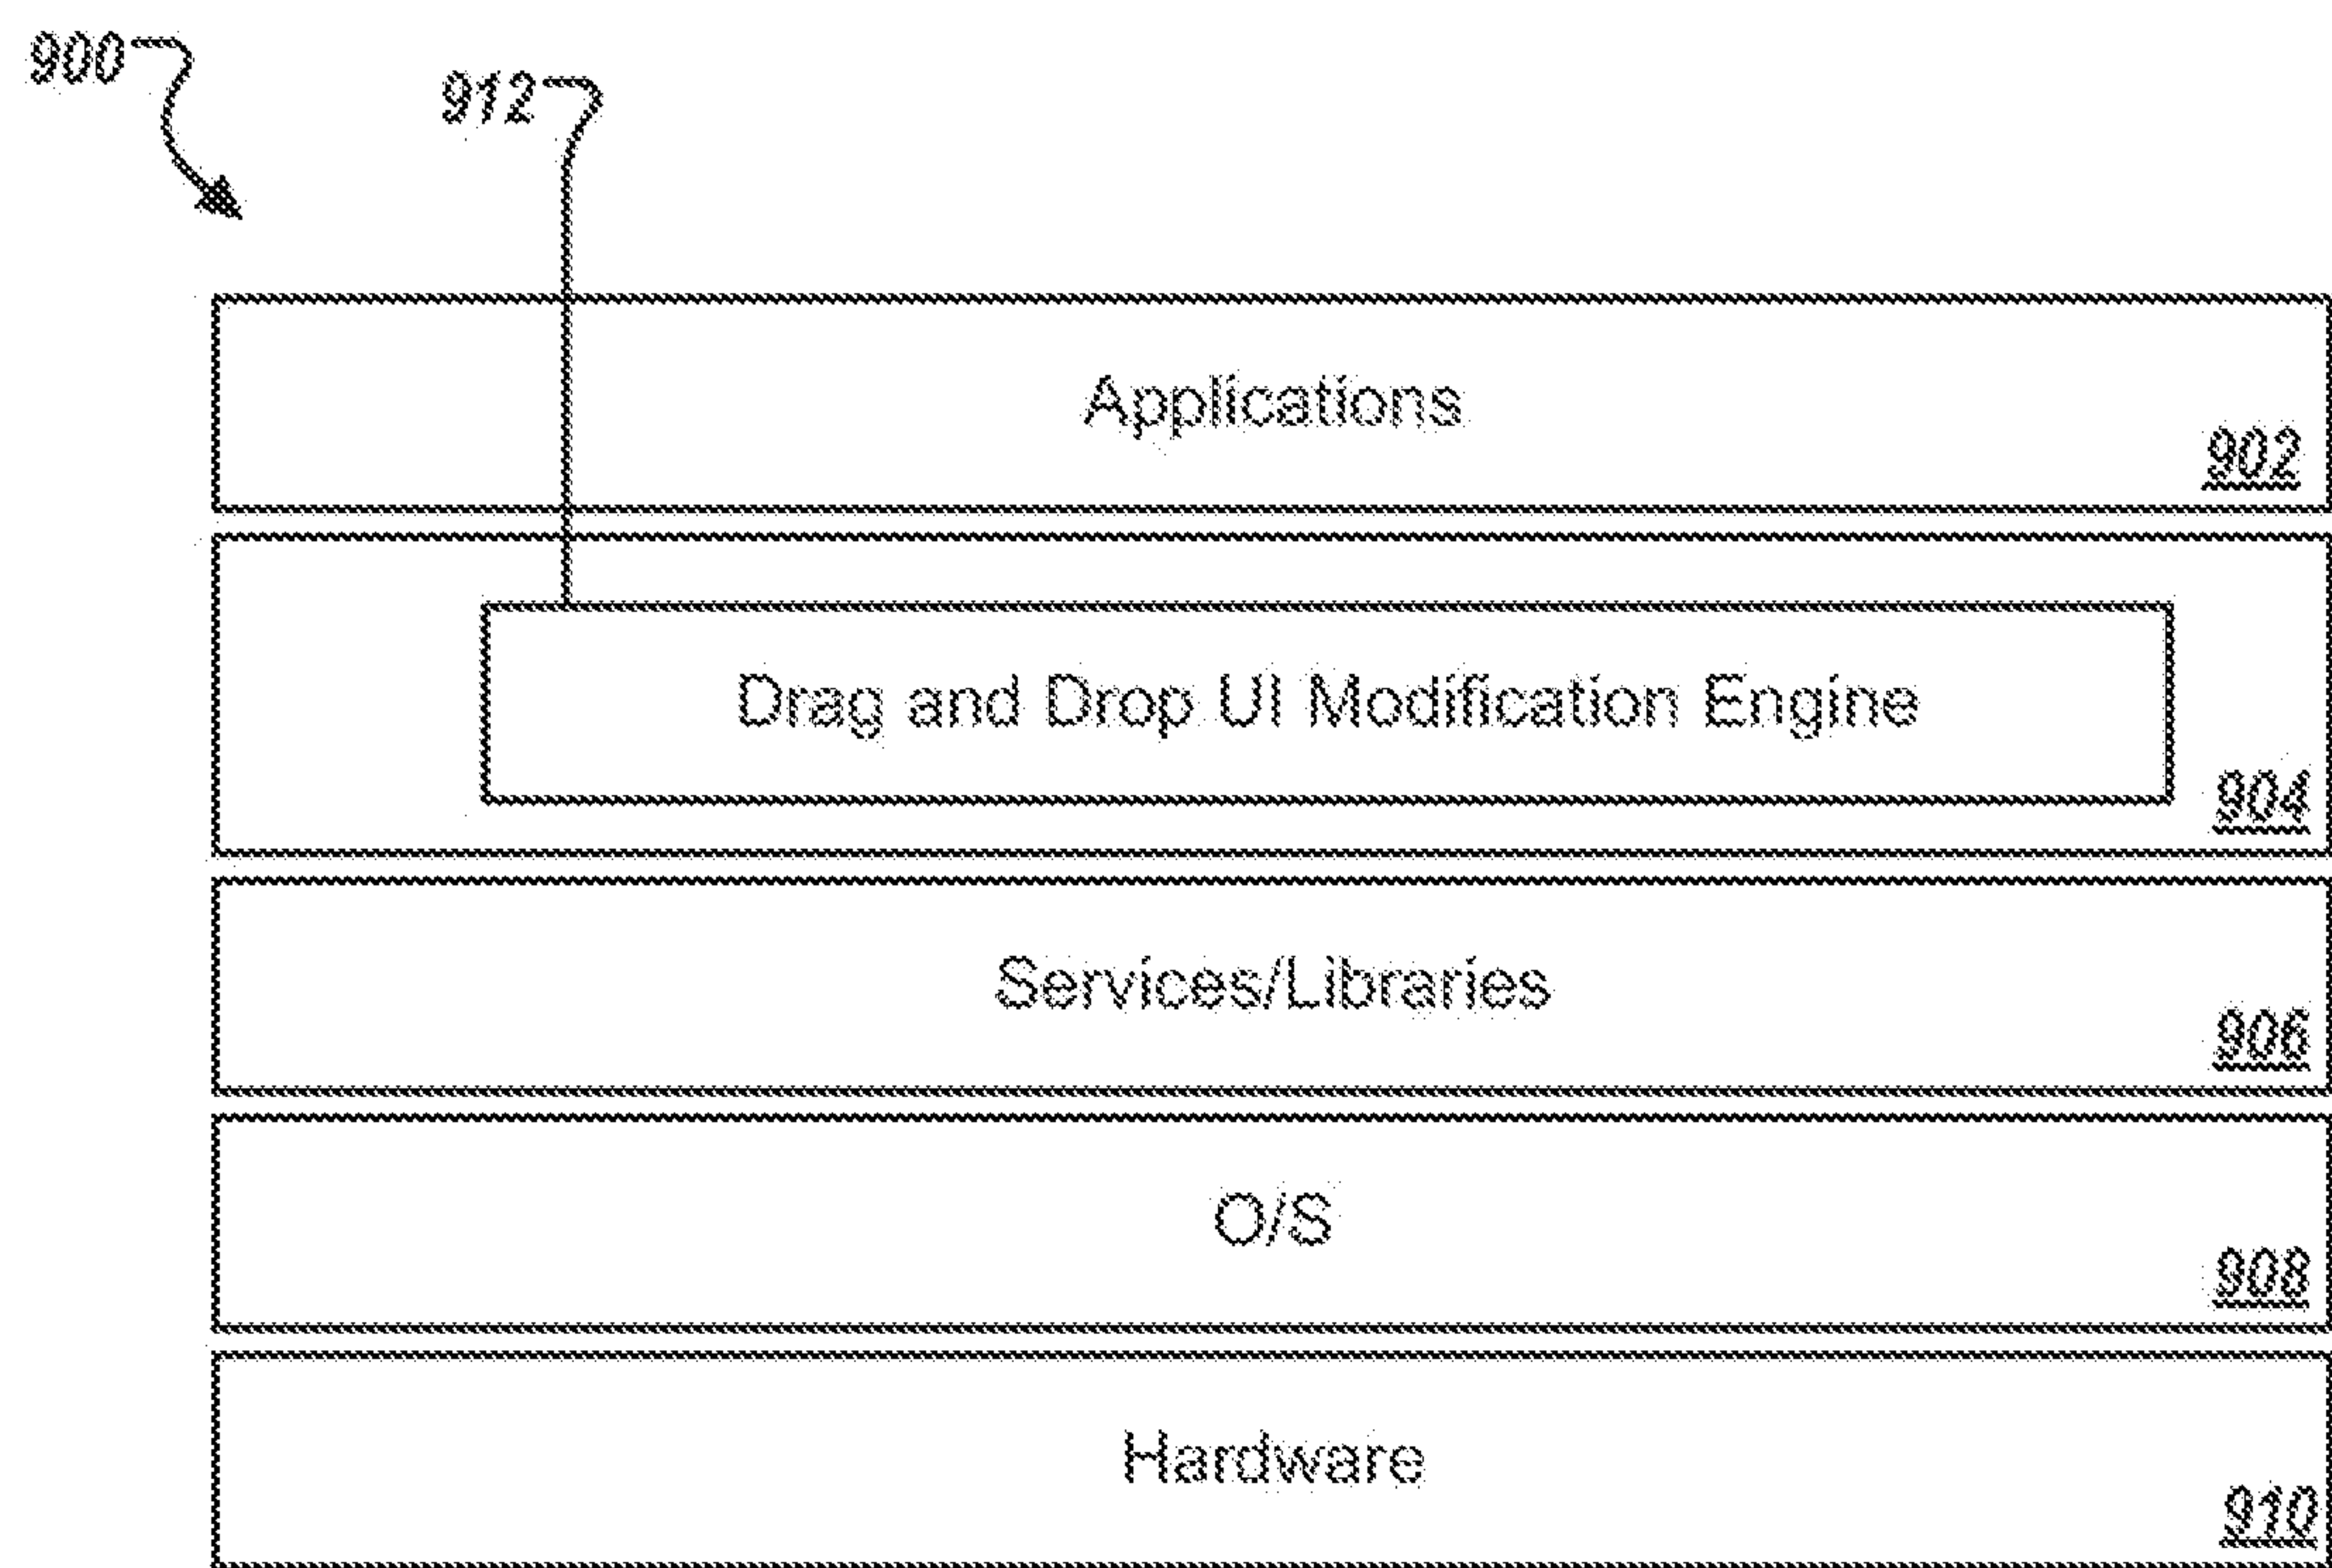 900
912
Applications
902
Drag and Drop UI Modification Engine
904
Services/Libraries
906
O/S
908
Hardware
910